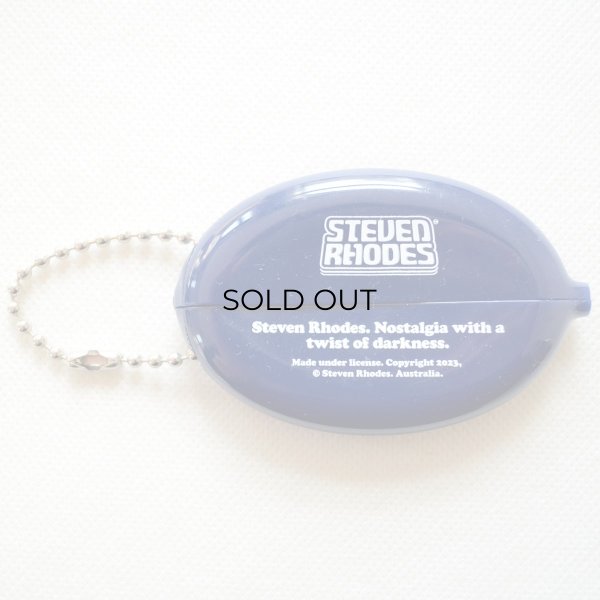 STEVEN
RHODES®
SOLD OUT
Steven Rhodes. Nostalgia with a
twist of darkness.
Made under license. Copyright 2023,
© Steven Rhodes. Australia.